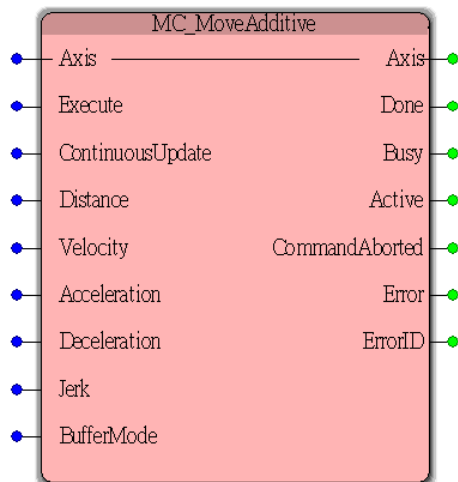 MC_MoveAdditive
Axis Axis
Execute Done
ContinuousUpdate Busy
Distance Active
Velocity CommandAborted
Acceleration Error
Deceleration ErrorID
Jerk
BufferMode